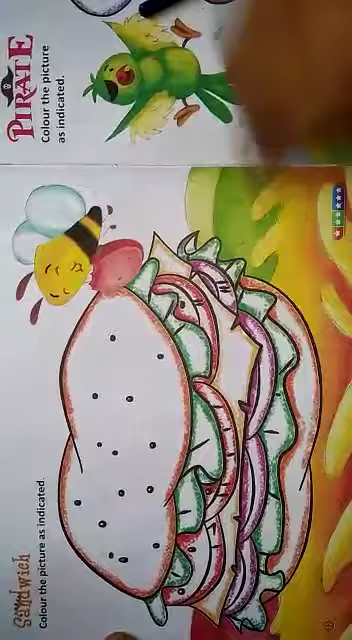 PIRATE
Colour the picture
as indicated.
Sandwich
Colour the picture as indicated.